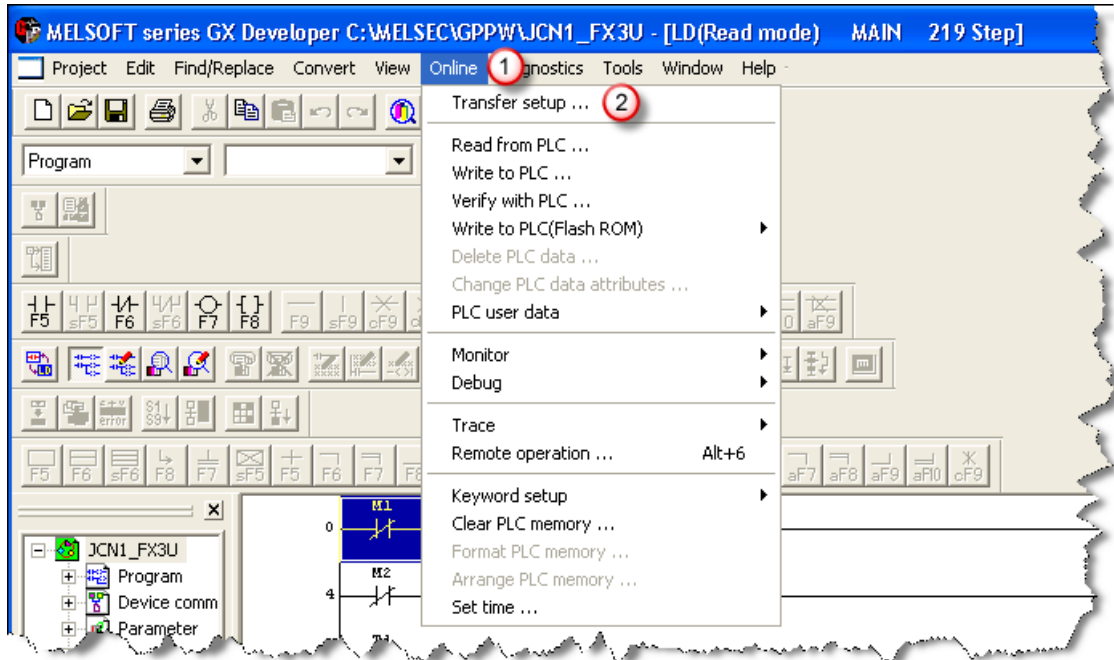 MELSOFT series GX Developer C:\MELSEC\GPPW\JCN1_FX3U - [LD(Read mode)    MAIN    219 Step]
Project Edit Find/Replace Convert View Online 1 gnostics Tools Window Help
Transfer setup ... 2
Read from PLC ...
Program
Write to PLC ...
Verify with PLC ...
Write to PLC(Flash ROM)
Delete PLC data ...
Change PLC data attributes ...
PLC user data
F5 sF5 F6 sF6 F7 F8 F9 sF9 cF9 aF9
Monitor
Debug
Trace
Remote operation ... Alt+6
F5 F6 sF6 F8 F7 sF5 F5 F6 F7 aF7 aF8 aF9 aF10 cF9
Keyword setup
Clear PLC memory ...
Format PLC memory ...
Arrange PLC memory ...
Set time ...
M1
0
JCN1_FX3U
Program
M2
4
Device comm
Parameter